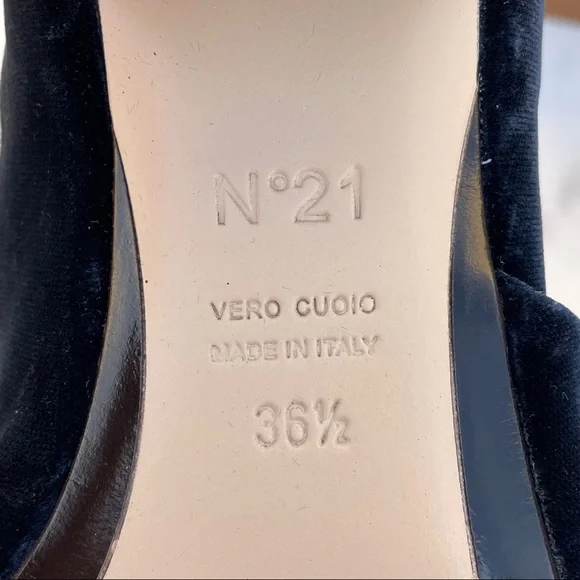 N°21
VERO CUOIO
MADE IN ITALY
36½